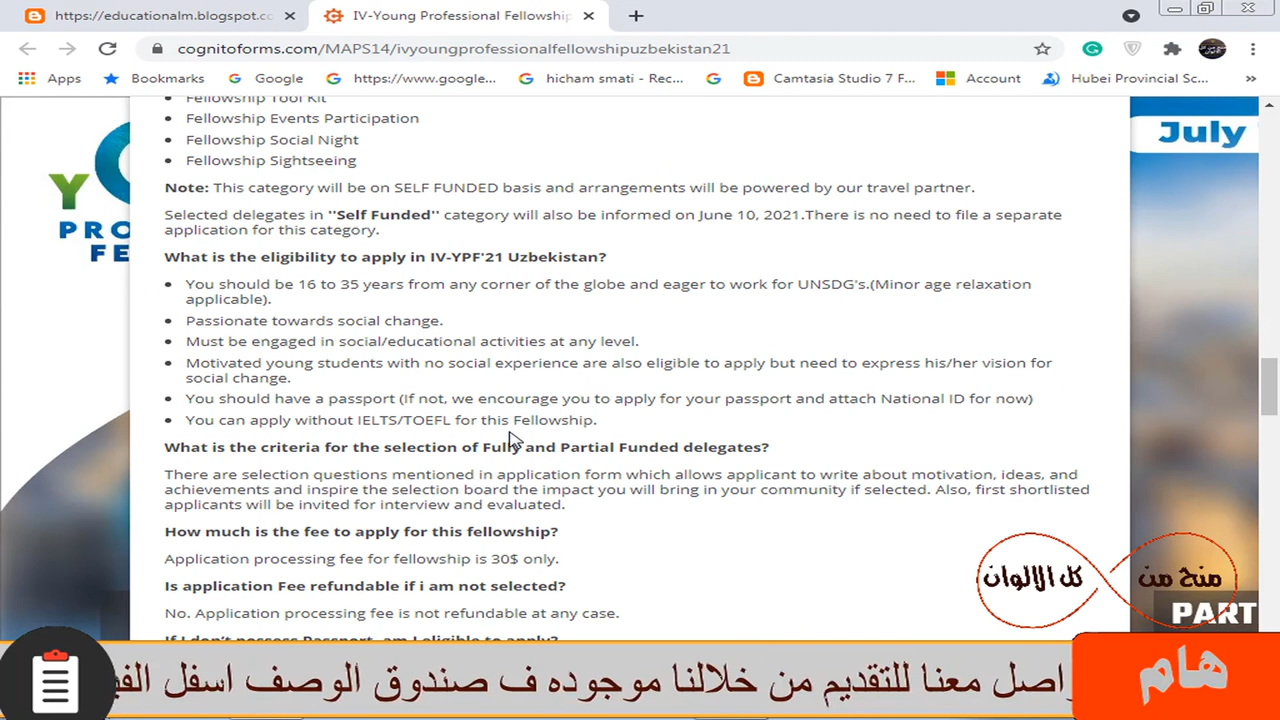 https://educationalm.blogspot.co
IV-Young Professional Fellowship
cognitoforms.com/MAPS14/ivyoungprofessionalfellowshipuzbekistan21
Apps
Bookmarks
Google
https://www.google...
hicham smati - Rec...
Camtasia Studio 7 F...
Account
Hubei Provincial Sc...
»
Fellowship Tool Kit
Fellowship Events Participation
Fellowship Social Night
Fellowship Sightseeing
Note: This category will be on SELF FUNDED basis and arrangements will be powered by our travel partner.
Selected delegates in ''Self Funded'' category will also be informed on June 10, 2021.There is no need to file a separate
application for this category.
What is the eligibility to apply in IV-YPF'21 Uzbekistan?
You should be 16 to 35 years from any corner of the globe and eager to work for UNSDG's.(Minor age relaxation
applicable).
Passionate towards social change.
Must be engaged in social/educational activities at any level.
Motivated young students with no social experience are also eligible to apply but need to express his/her vision for
social change.
You should have a passport (If not, we encourage you to apply for your passport and attach National ID for now)
You can apply without IELTS/TOEFL for this Fellowship.
What is the criteria for the selection of Fully and Partial Funded delegates?
There are selection questions mentioned in application form which allows applicant to write about motivation, ideas, and
achievements and inspire the selection board the impact you will bring in your community if selected. Also, first shortlisted
applicants will be invited for interview and evaluated.
How much is the fee to apply for this fellowship?
Application processing fee for fellowship is 30$ only.
Is application Fee refundable if i am not selected?
No. Application processing fee is not refundable at any case.
If I don't possess Passport, am I eligible to apply?
Y
PRO
FE
July
PART
منح من كل الالوان
هام
اصل معنا للتقديم من خلالنا موجوده ف صندوق الوصف اسفل الفي